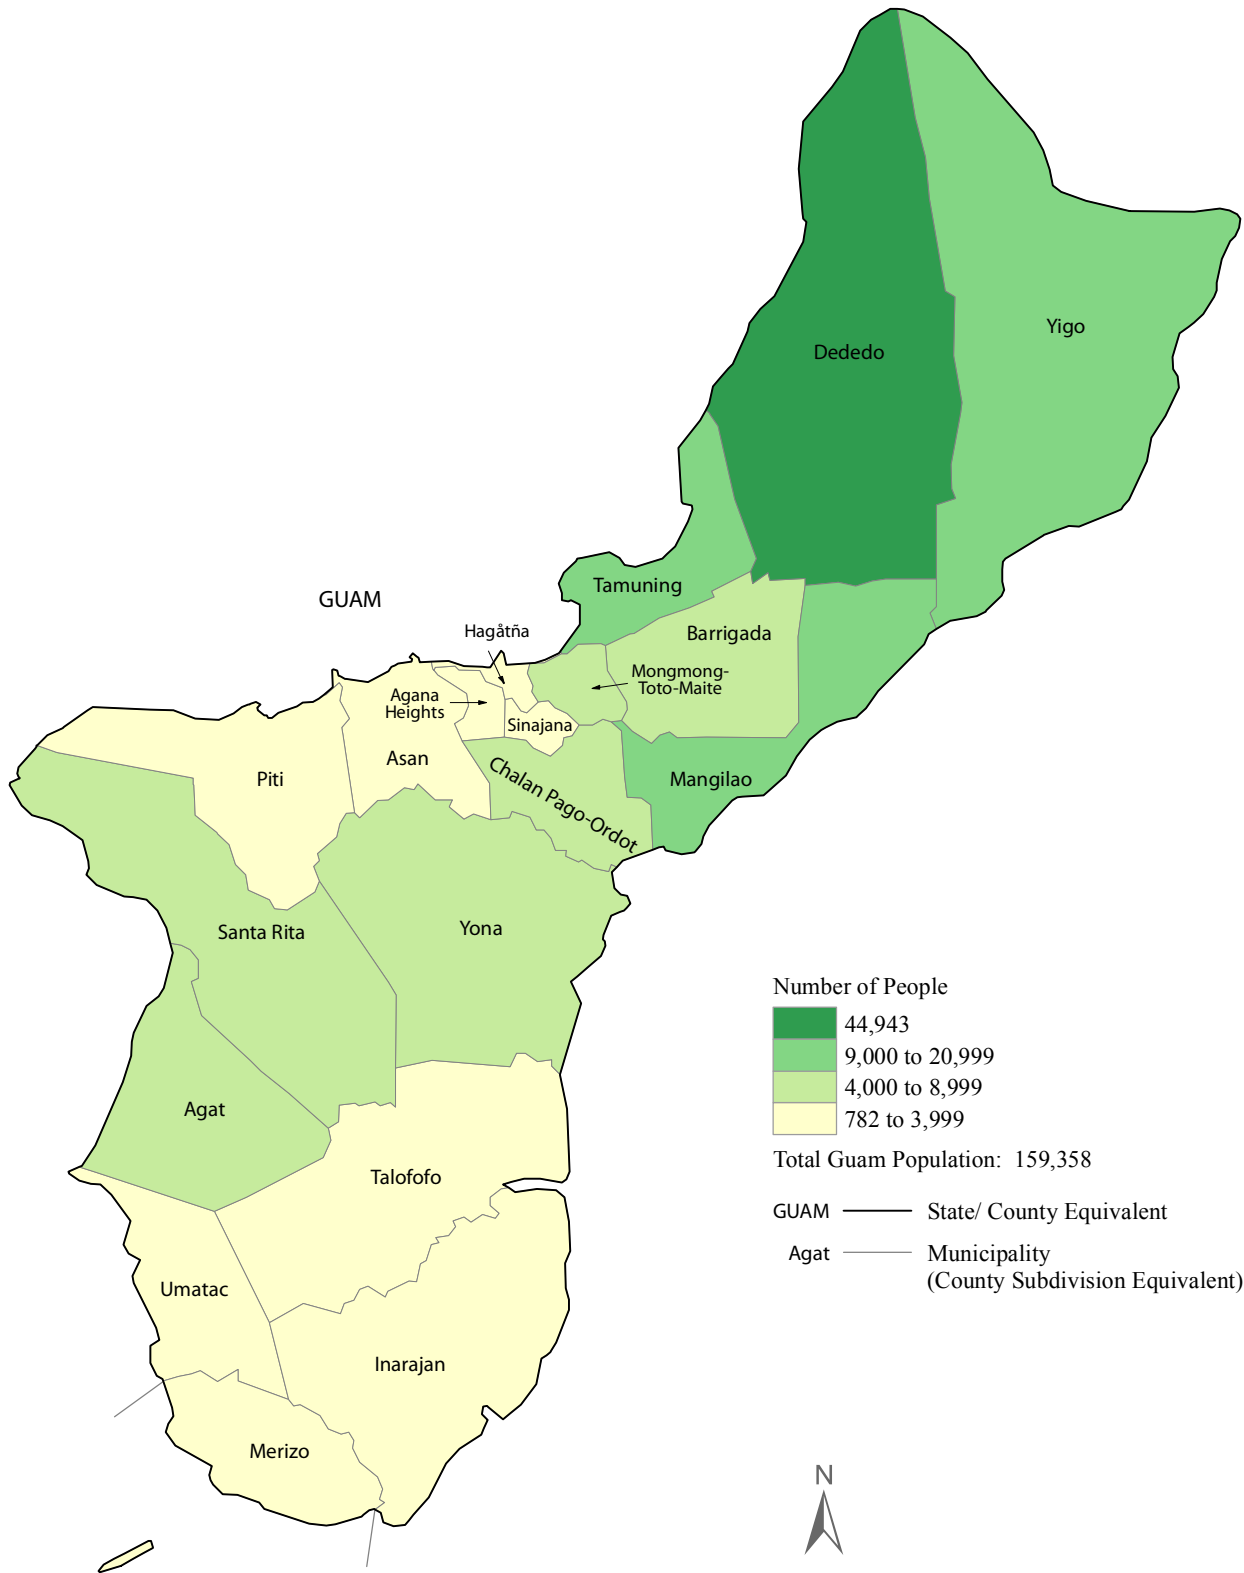 Yigo
Dededo
Tamuning
GUAM
Hagåtña
Barrigada
Mongmong-
Toto-Maite
Agana
Heights
Sinajana
Asan
Piti
Chalan Pago-Ordot
Mangilao
Santa Rita
Yona
Agat
Talofofo
Umatac
Inarajan
Merizo
Number of People
44,943
9,000 to 20,999
4,000 to 8,999
782 to 3,999
Total Guam Population: 159,358
GUAM State/ County Equivalent
Agat Municipality
(County Subdivision Equivalent)
N